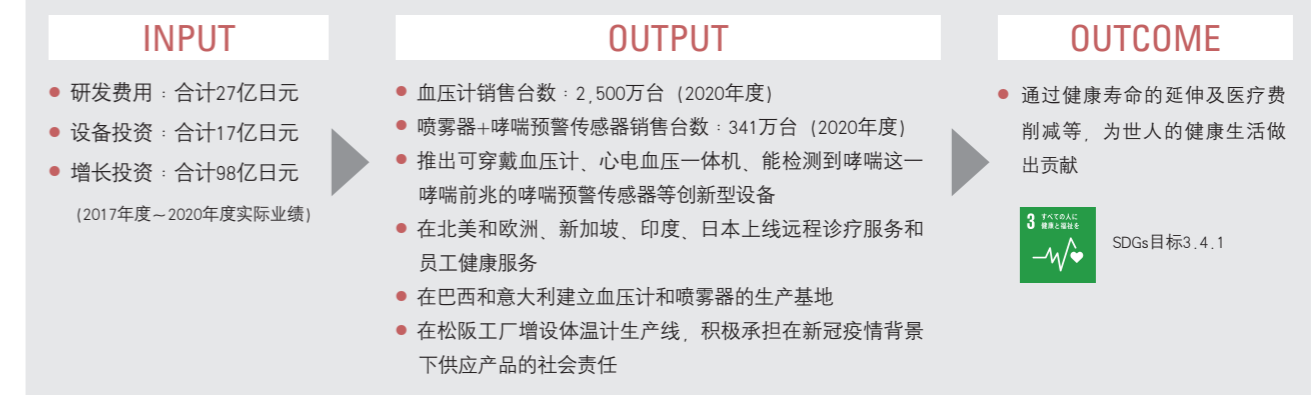 INPUT
● 研发费用：合计27亿日元
● 设备投资：合计17亿日元
● 增长投资：合计98亿日元
(2017年度~2020年度实际业绩)
OUTPUT
● 血压计销售台数：2,500万台 (2020年度)
● 喷雾器+哮喘预警传感器销售台数：341万台 (2020年度)
● 推出可穿戴血压计、心电血压一体机、能检测到哮喘这一
哮喘前兆的哮喘预警传感器等创新型设备
● 在北美和欧洲、新加坡、印度、日本上线远程诊疗服务和
员工健康服务
● 在巴西和意大利建立血压计和喷雾器的生产基地
● 在松阪工厂增设体温计生产线，积极承担在新冠疫情背景
下供应产品的社会责任
OUTCOME
● 通过健康寿命的延伸及医疗费
削减等，为世人的健康生活做
出贡献
3 すべての人に
健康と福祉を
SDGs目标3.4.1